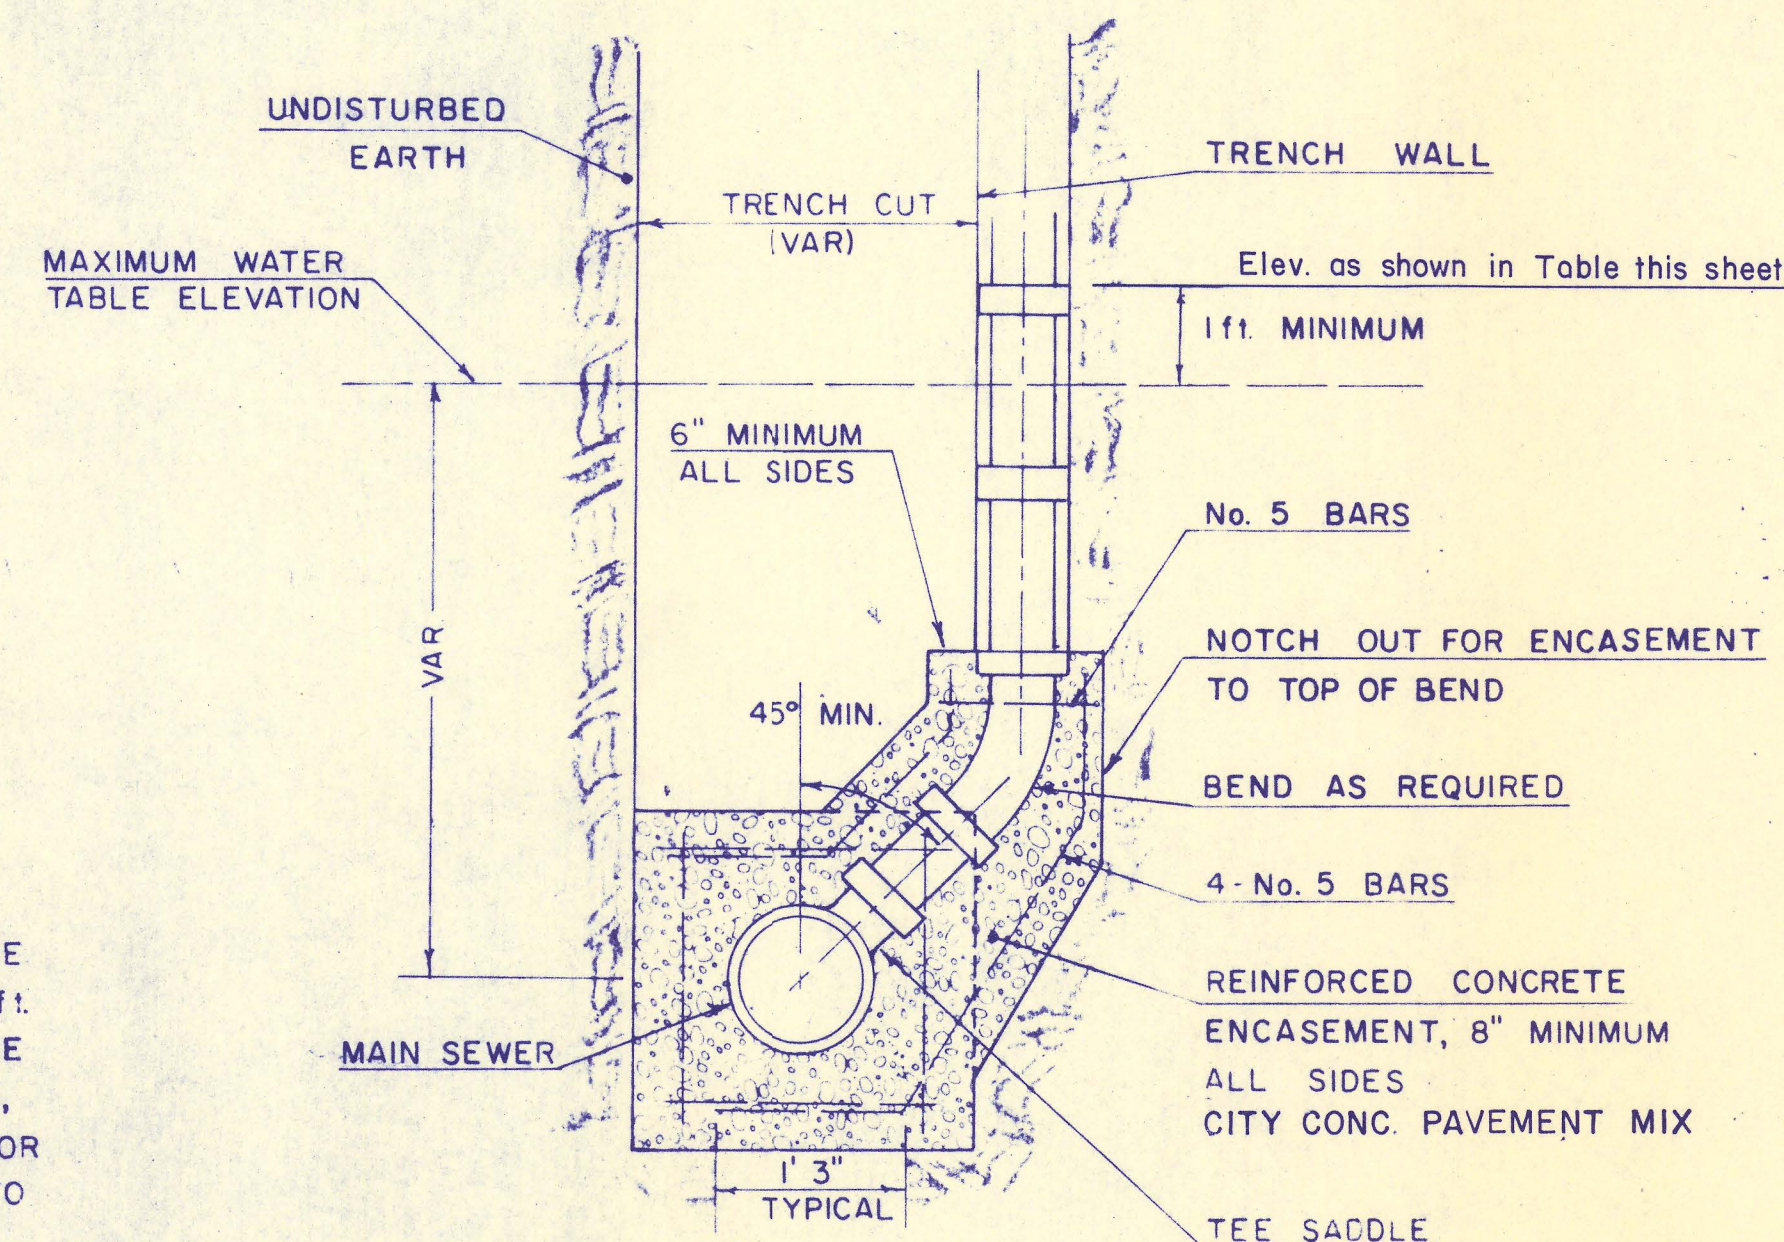 UNDISTURBED
EARTH
TRENCH WALL
TRENCH CUT
(VAR)
MAXIMUM WATER
TABLE ELEVATION
Elev. as shown in Table this sheet
1 ft. MINIMUM
6" MINIMUM
ALL SIDES
No. 5 BARS
VAR
NOTCH OUT FOR ENCASEMENT
TO TOP OF BEND
45° MIN.
BEND AS REQUIRED
4-No. 5 BARS
E
ft.
E
,
OR
O
MAIN SEWER
REINFORCED CONCRETE
ENCASEMENT, 8" MINIMUM
ALL SIDES
CITY CONC. PAVEMENT MIX
1' 3"
TYPICAL
TEE SADDLE